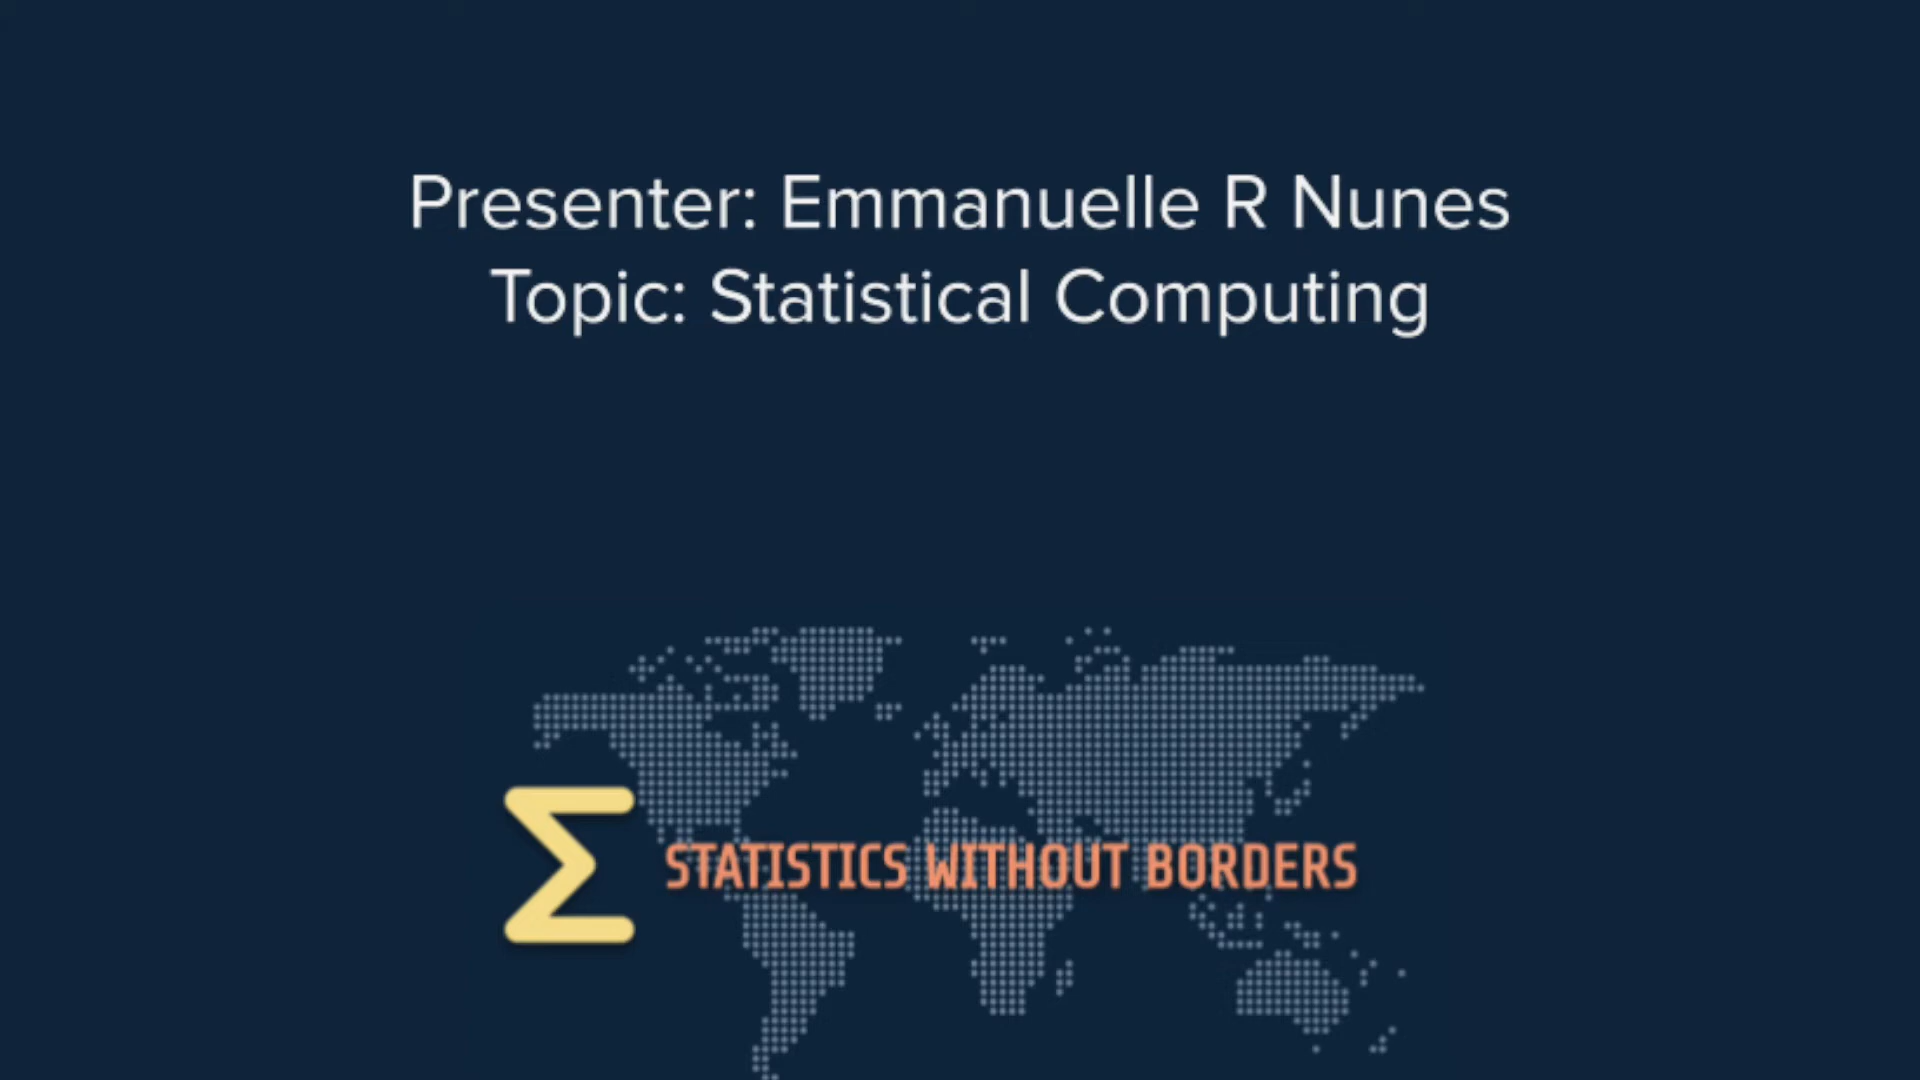 Presenter: Emmanuelle R Nunes
Topic: Statistical Computing
Σ STATISTICS WITHOUT BORDERS